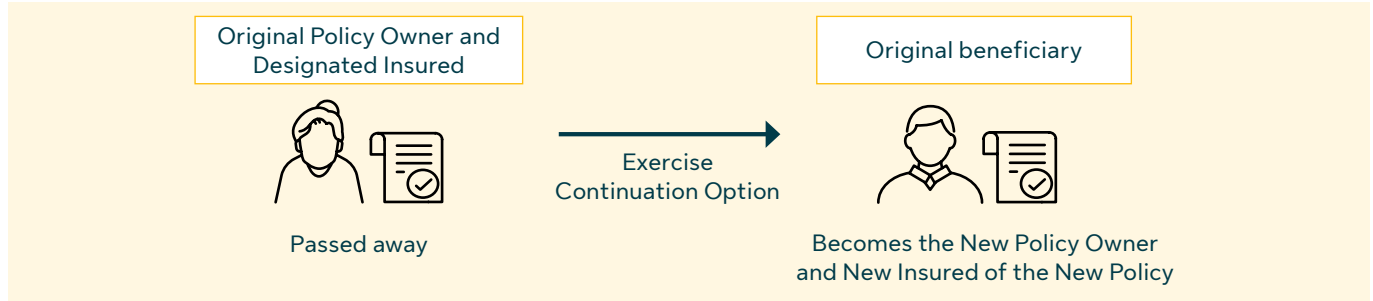 Original Policy Owner and
Designated Insured
Passed away
Exercise
Continuation Option
Original beneficiary
Becomes the New Policy Owner
and New Insured of the New Policy